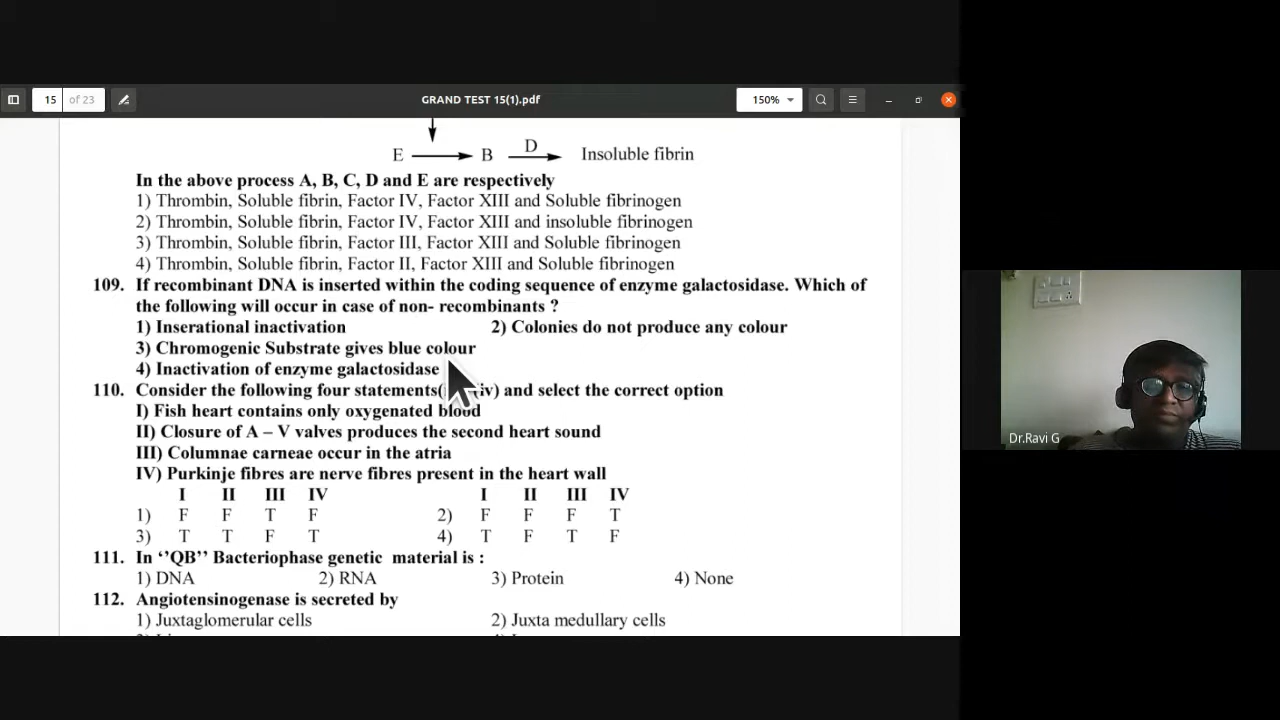 15 of 23 GRAND TEST 15(1).pdf 150%
E B D Insoluble fibrin
In the above process A, B, C, D and E are respectively
1) Thrombin, Soluble fibrin, Factor IV, Factor XIII and Soluble fibrinogen
2) Thrombin, Soluble fibrin, Factor IV, Factor XIII and insoluble fibrinogen
3) Thrombin, Soluble fibrin, Factor III, Factor XIII and Soluble fibrinogen
4) Thrombin, Soluble fibrin, Factor II, Factor XIII and Soluble fibrinogen
109. If recombinant DNA is inserted within the coding sequence of enzyme galactosidase. Which of
the following will occur in case of non- recombinants ?
1) Inserational inactivation 2) Colonies do not produce any colour
3) Chromogenic Substrate gives blue colour
4) Inactivation of enzyme galactosidase
110. Consider the following four statements iv) and select the correct option
I) Fish heart contains only oxygenated blood
II) Closure of A – V valves produces the second heart sound
III) Columnae carneae occur in the atria
IV) Purkinje fibres are nerve fibres present in the heart wall
I II III IV I II III IV
1) F F T F 2) F F F T
3) T T F T 4) T F T F
111. In ‘’QB’’ Bacteriophase genetic material is :
1) DNA 2) RNA 3) Protein 4) None
112. Angiotensinogenase is secreted by
1) Juxtaglomerular cells 2) Juxta medullary cells
Dr.Ravi G